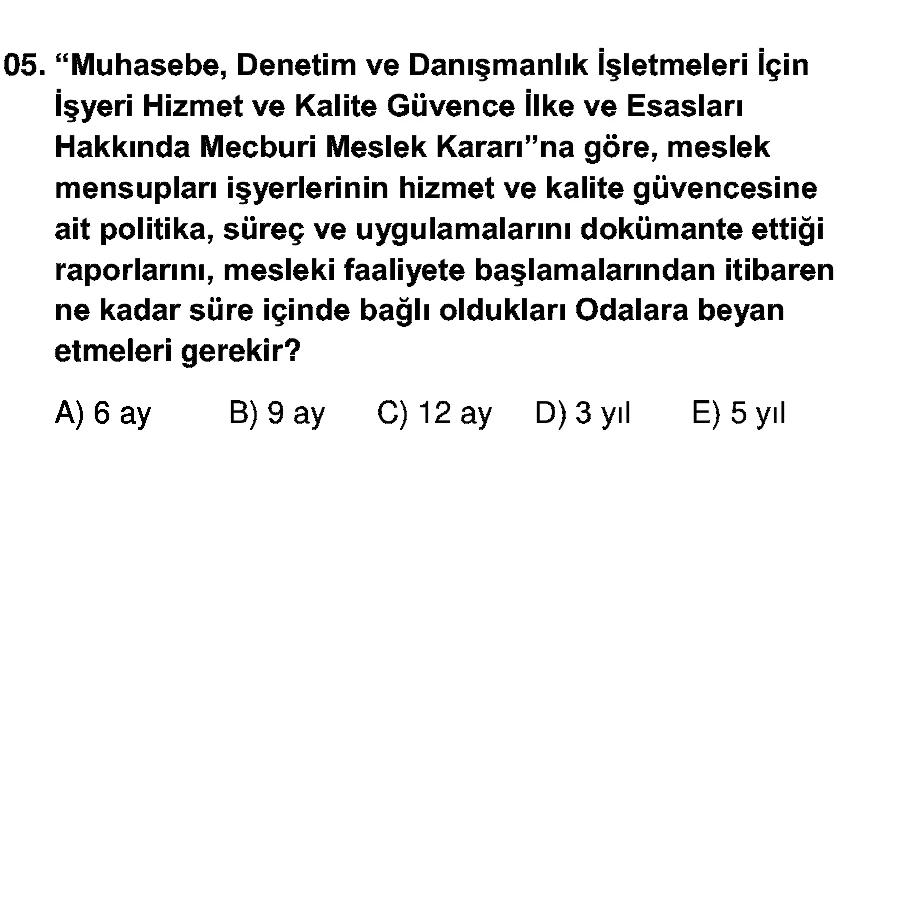 05. “Muhasebe, Denetim ve Danışmanlık İşletmeleri İçin
İşyeri Hizmet ve Kalite Güvence İlke ve Esasları
Hakkında Mecburi Meslek Kararı”na göre, meslek
mensupları işyerlerinin hizmet ve kalite güvencesine
ait politika, süreç ve uygulamalarını dokümante ettiği
raporlarını, mesleki faaliyete başlamalarından itibaren
ne kadar süre içinde bağlı oldukları Odalara beyan
etmeleri gerekir?
A) 6 ay B) 9 ay C) 12 ay D) 3 yıl E) 5 yıl